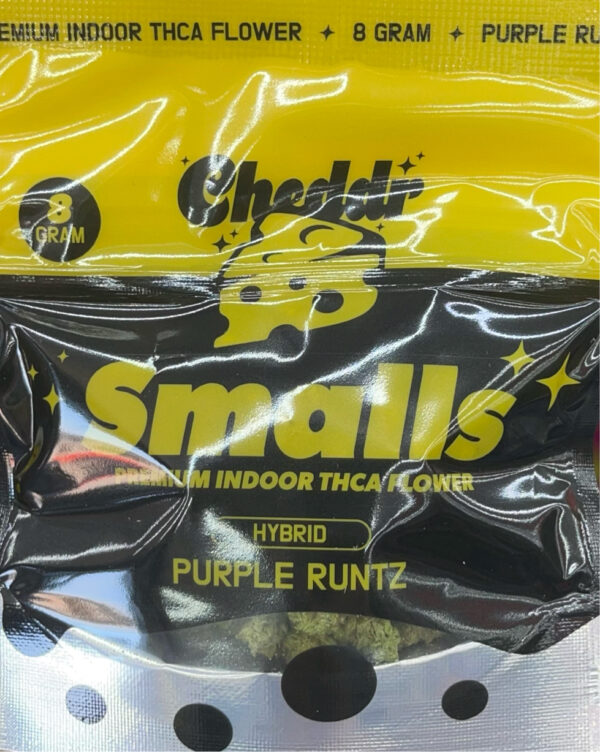 EMIUM INDOOR THCA FLOWER ✦ 8 GRAM ✦ PURPLE RU
Cheddr
8
GRAM
Smalls
PREMIUM INDOOR THCA FLOWER
HYBRID
PURPLE RUNTZ